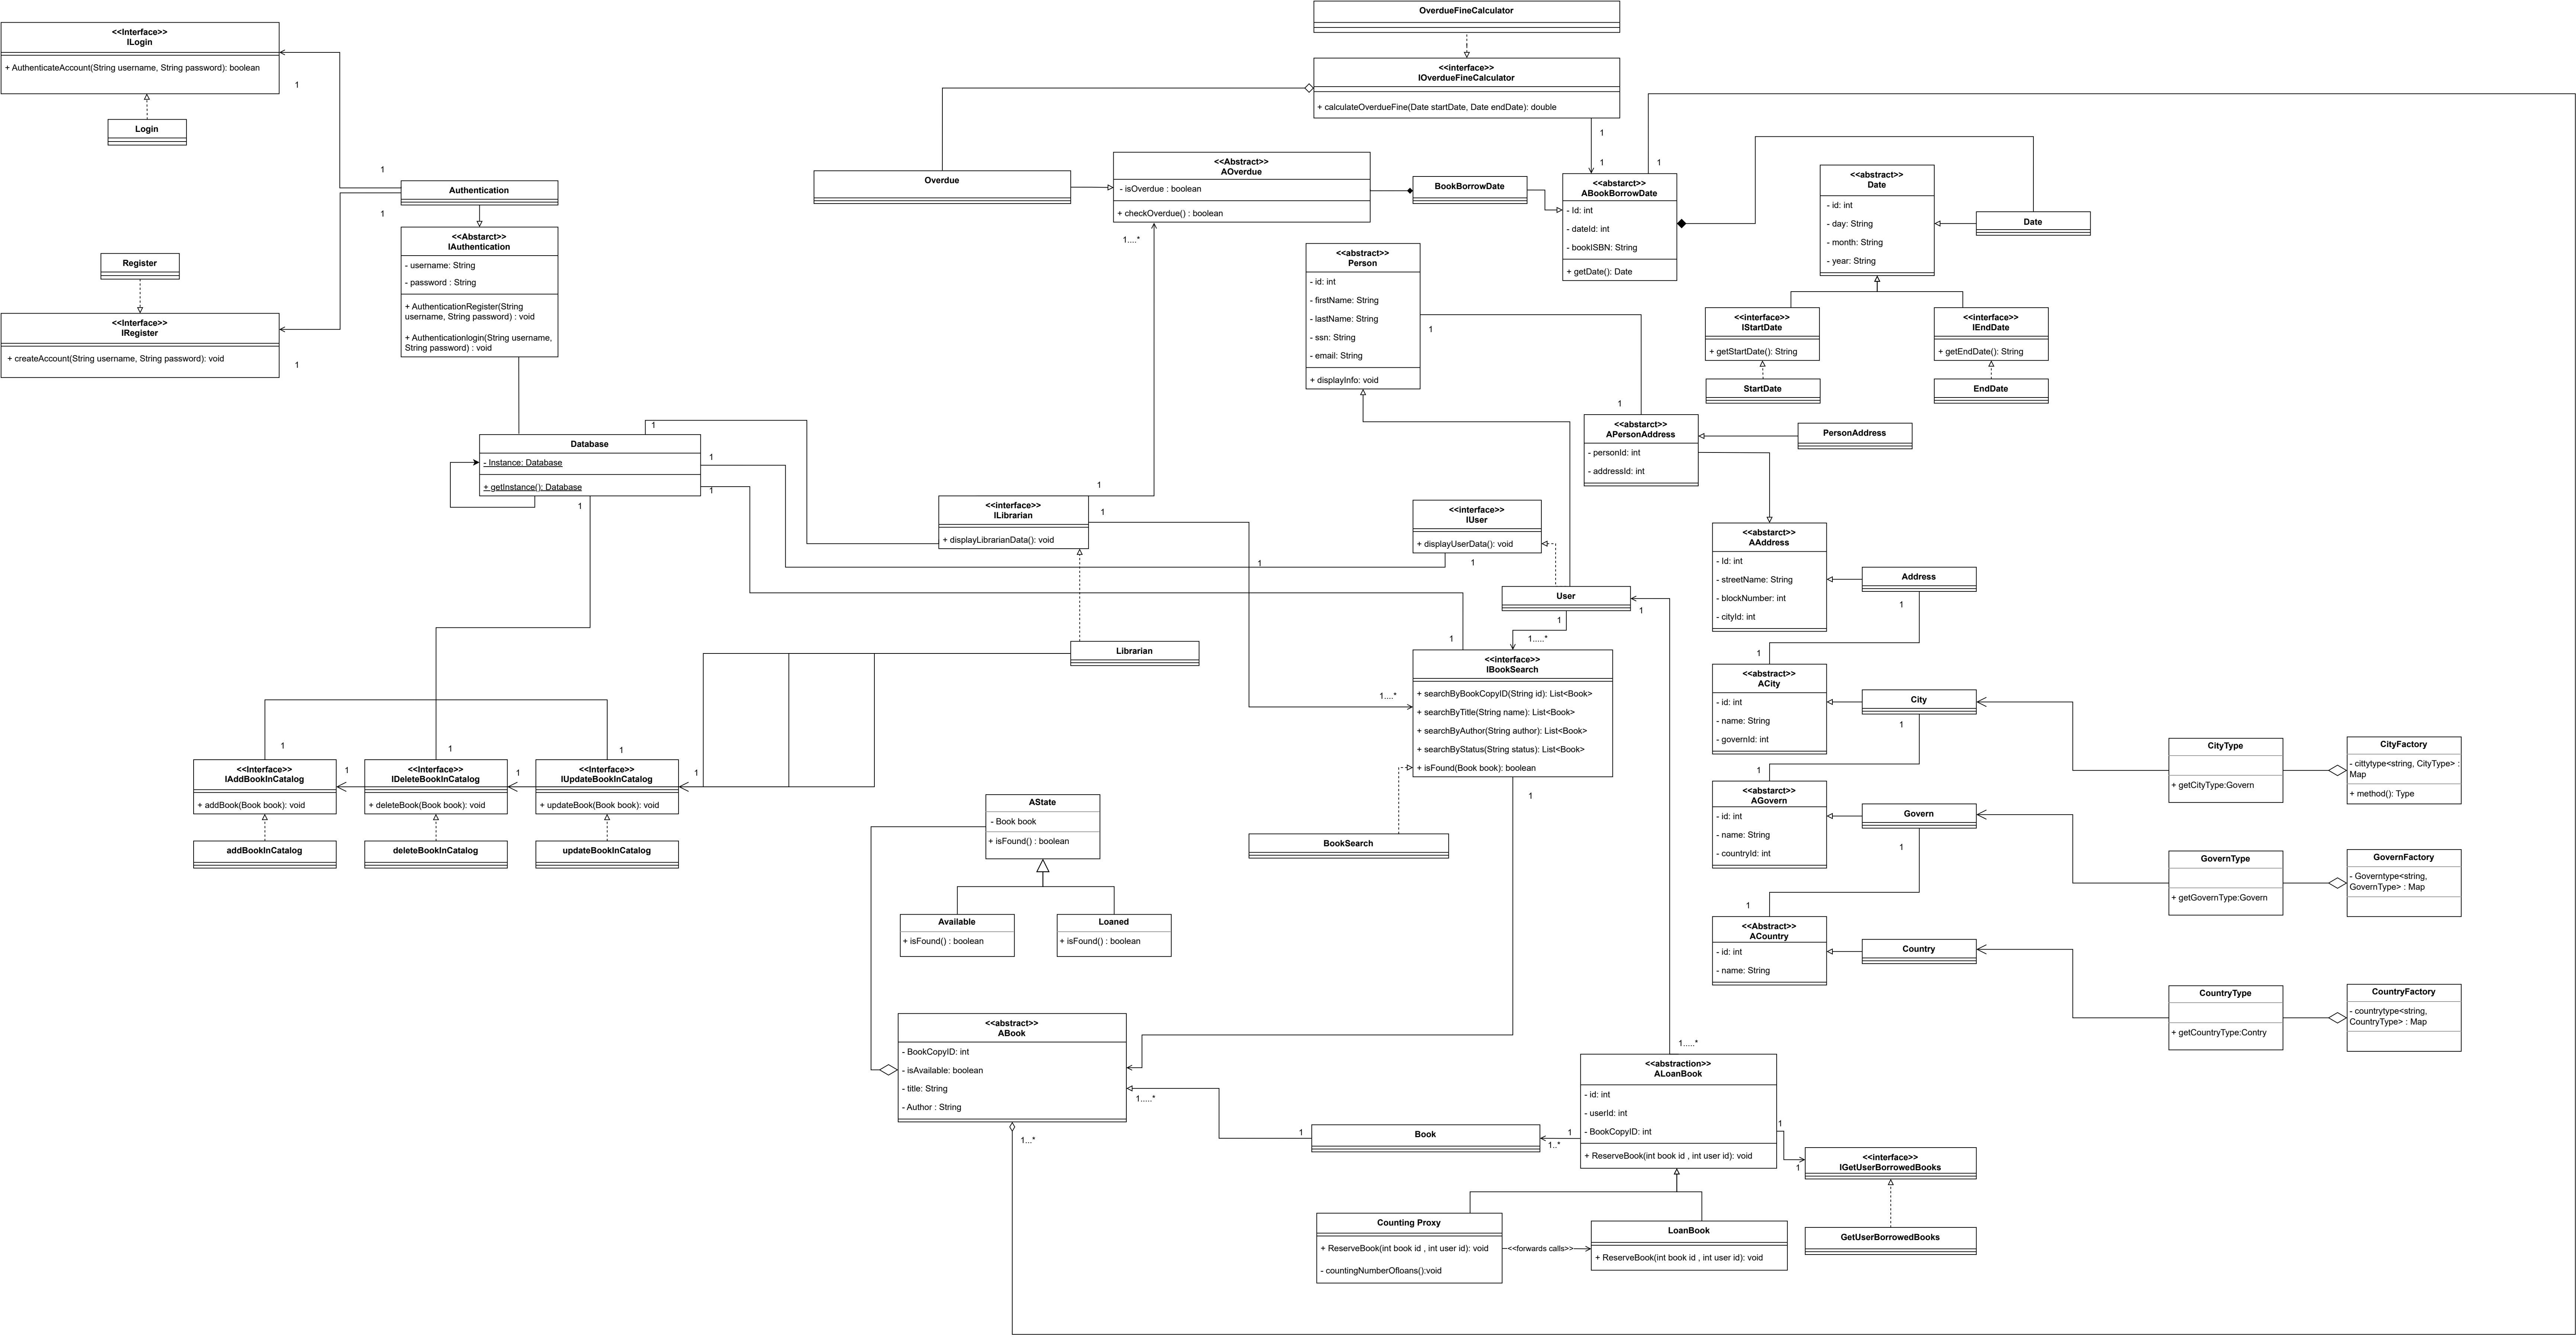 OverdueFineCalculator
<<Interface>>
ILogin
+ AuthenticateAccount(String username, String password): boolean
1
Login
<<interface>>
IOverdueFineCalculator
+ calculateOverdueFine(Date startDate, Date endDate): double
1
1
1
1
Authentication
1
Overdue
<<Abstract>>
AOverdue
- isOverdue : boolean
+ checkOverdue() : boolean
1....*
BookBorrowDate
<<abstarct>>
ABookBorrowDate
- Id: int
- dateId: int
- bookISBN: String
+ getDate(): Date
<<abstract>>
Date
- id: int
- day: String
- month: String
- year: String
Date
<<Abstarct>>
IAuthentication
- username: String
- password : String
+ AuthenticationRegister(String
username, String password) : void
+ Authenticationlogin(String username,
String password) : void
Register
<<Interface>>
IRegister
+ createAccount(String username, String password): void
1
<<abstract>>
Person
- id: int
- firstName: String
- lastName: String
- ssn: String
- email: String
+ displayInfo: void
1
1
<<interface>>
IStartDate
+ getStartDate(): String
StartDate
<<interface>>
IEndDate
+ getEndDate(): String
EndDate
<<abstarct>>
APersonAddress
- personId: int
- addressId: int
PersonAddress
Database
- Instance: Database
+ getInstance(): Database
1
1
1
1
<<interface>>
ILibrarian
+ displayLibrarianData(): void
1
1
<<interface>>
IUser
+ displayUserData(): void
1
1
<<abstarct>>
AAddress
- Id: int
- streetName: String
- blockNumber: int
- cityId: int
Address
1
1
User
1
1
1.....*
1
Librarian
<<interface>>
IBookSearch
+ searchByBookCopyID(String id): List<Book>
+ searchByTitle(String name): List<Book>
+ searchByAuthor(String author): List<Book>
+ searchByStatus(String status): List<Book>
+ isFound(Book book): boolean
1....*
1
BookSearch
<<abstract>>
ACity
- id: int
- name: String
- governId: int
City
1
1
CityType
+ getCityType:Govern
CityFactory
- cittytype<string, CityType> :
Map
+ method(): Type
1
1
1
<<Interface>>
IAddBookInCatalog
+ addBook(Book book): void
1
<<Interface>>
IDeleteBookInCatalog
+ deleteBook(Book book): void
1
<<Interface>>
IUpdateBookInCatalog
+ updateBook(Book book): void
1
addBookInCatalog
deleteBookInCatalog
updateBookInCatalog
AState
- Book book
+ isFound() : boolean
Available
+ isFound() : boolean
Loaned
+ isFound() : boolean
<<abstarct>>
AGovern
- id: int
- name: String
- countryId: int
Govern
1
1
GovernType
+ getGovernType:Govern
GovernFactory
- Governtype<string,
GovernType> : Map
<<Abstract>>
ACountry
- id: int
- name: String
Country
CountryType
+ getCountryType:Contry
CountryFactory
- countrytype<string,
CountryType> : Map
<<abstract>>
ABook
- BookCopyID: int
- isAvailable: boolean
- title: String
- Author : String
1.....*
1...*
1
Book
1..*
1
1.....*
<<abstraction>>
ALoanBook
- id: int
- userId: int
- BookCopyID: int
+ ReserveBook(int book id , int user id): void
1
1
<<interface>>
IGetUserBorrowedBooks
GetUserBorrowedBooks
Counting Proxy
+ ReserveBook(int book id , int user id): void
- countingNumberOfloans():void
<<forwards calls>>
LoanBook
+ ReserveBook(int book id , int user id): void